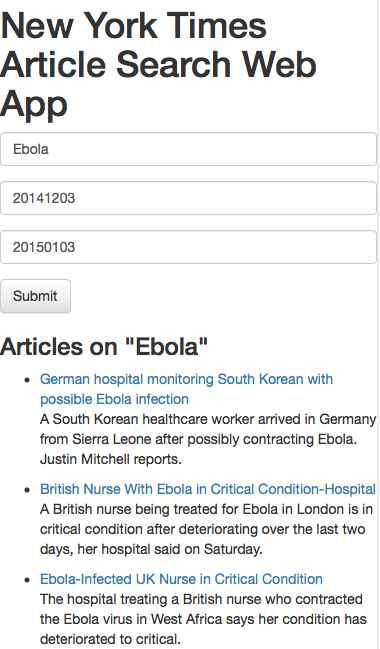 New York Times
Article Search Web
App
Ebola
20141203
20150103
Submit
Articles on "Ebola"
German hospital monitoring South Korean with
possible Ebola infection
A South Korean healthcare worker arrived in Germany
from Sierra Leone after possibly contracting Ebola.
Justin Mitchell reports.
British Nurse With Ebola in Critical Condition-Hospital
A British nurse being treated for Ebola in London is in
critical condition after deteriorating over the last two
days, her hospital said on Saturday.
Ebola-Infected UK Nurse in Critical Condition
The hospital treating a British nurse who contracted
the Ebola virus in West Africa says her condition has
deteriorated to critical.